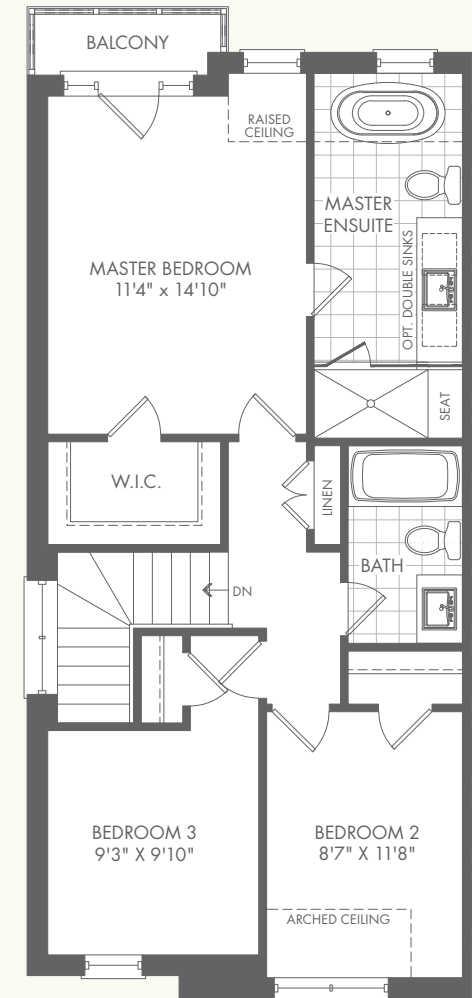 BALCONY
RAISED
CEILING
MASTER
ENSUITE
OPT. DOUBLE SINKS
MASTER BEDROOM
11'4" x 14'10"
SEAT
W.I.C.
LINEN
BATH
DN
BEDROOM 3
9'3" X 9'10"
BEDROOM 2
8'7" X 11'8"
ARCHED CEILING